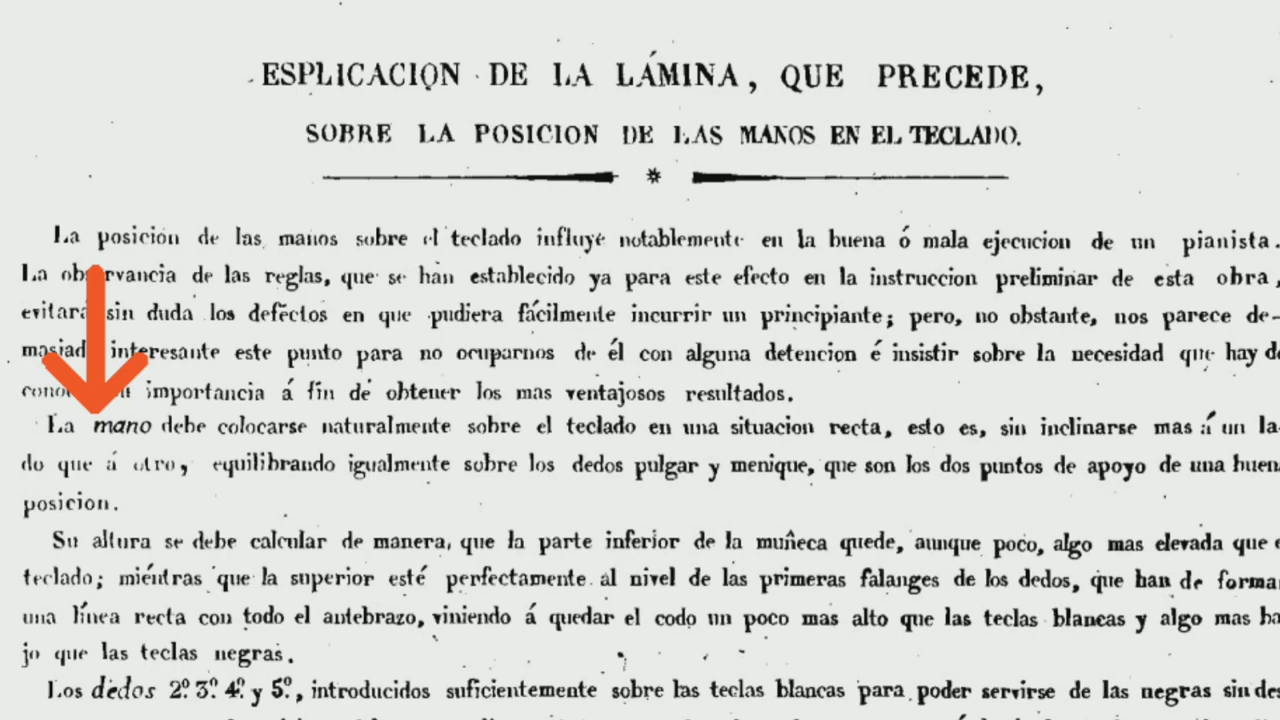 ESPLICACION DE LA LÁMINA, QUE PRECEDE,
SOBRE LA POSICION DE LAS MANOS EN EL TECLADO.
La posicion de las manos sobre el teclado influye notablemente en la buena ó mala ejecucion de un pianista.
La observancia de las reglas, que se han establecido ya para este efecto en la instruccion preliminar de esta obra,
evitará sin duda los defectos en que pudiera fácilmente incurrir un principiante; pero, no obstante, nos parece de-
masiado interesante este punto para no ocuparnos de él con alguna detencion é insistir sobre la necesidad que hay de
importancia á fin de obtener los mas ventajosos resultados.
La mano debe colocarse naturalmente sobre el teclado en una situacion recta, esto es, sin inclinarse mas á un la-
do que á otro, equilibrando igualmente sobre los dedos pulgar y menique, que son los dos puntos de apoyo de una buen
posicion.
Su altura se debe calcular de manera, que la parte inferior de la muñeca quede, aunque poco, algo mas elevada que e
teclado; miéntras que la superior esté perfectamente al nivel de las primeras falanges de los dedos, que han de formar
una línea recta con todo el antebrazo, viniendo á quedar el codo un poco mas alto que las teclas blancas y algo mas ba
jo que las teclas negras.
Los dedos 2º. 3º. 4º. y 5º., introducidos suficientemente sobre las teclas blancas para poder servirse de las negras sin des